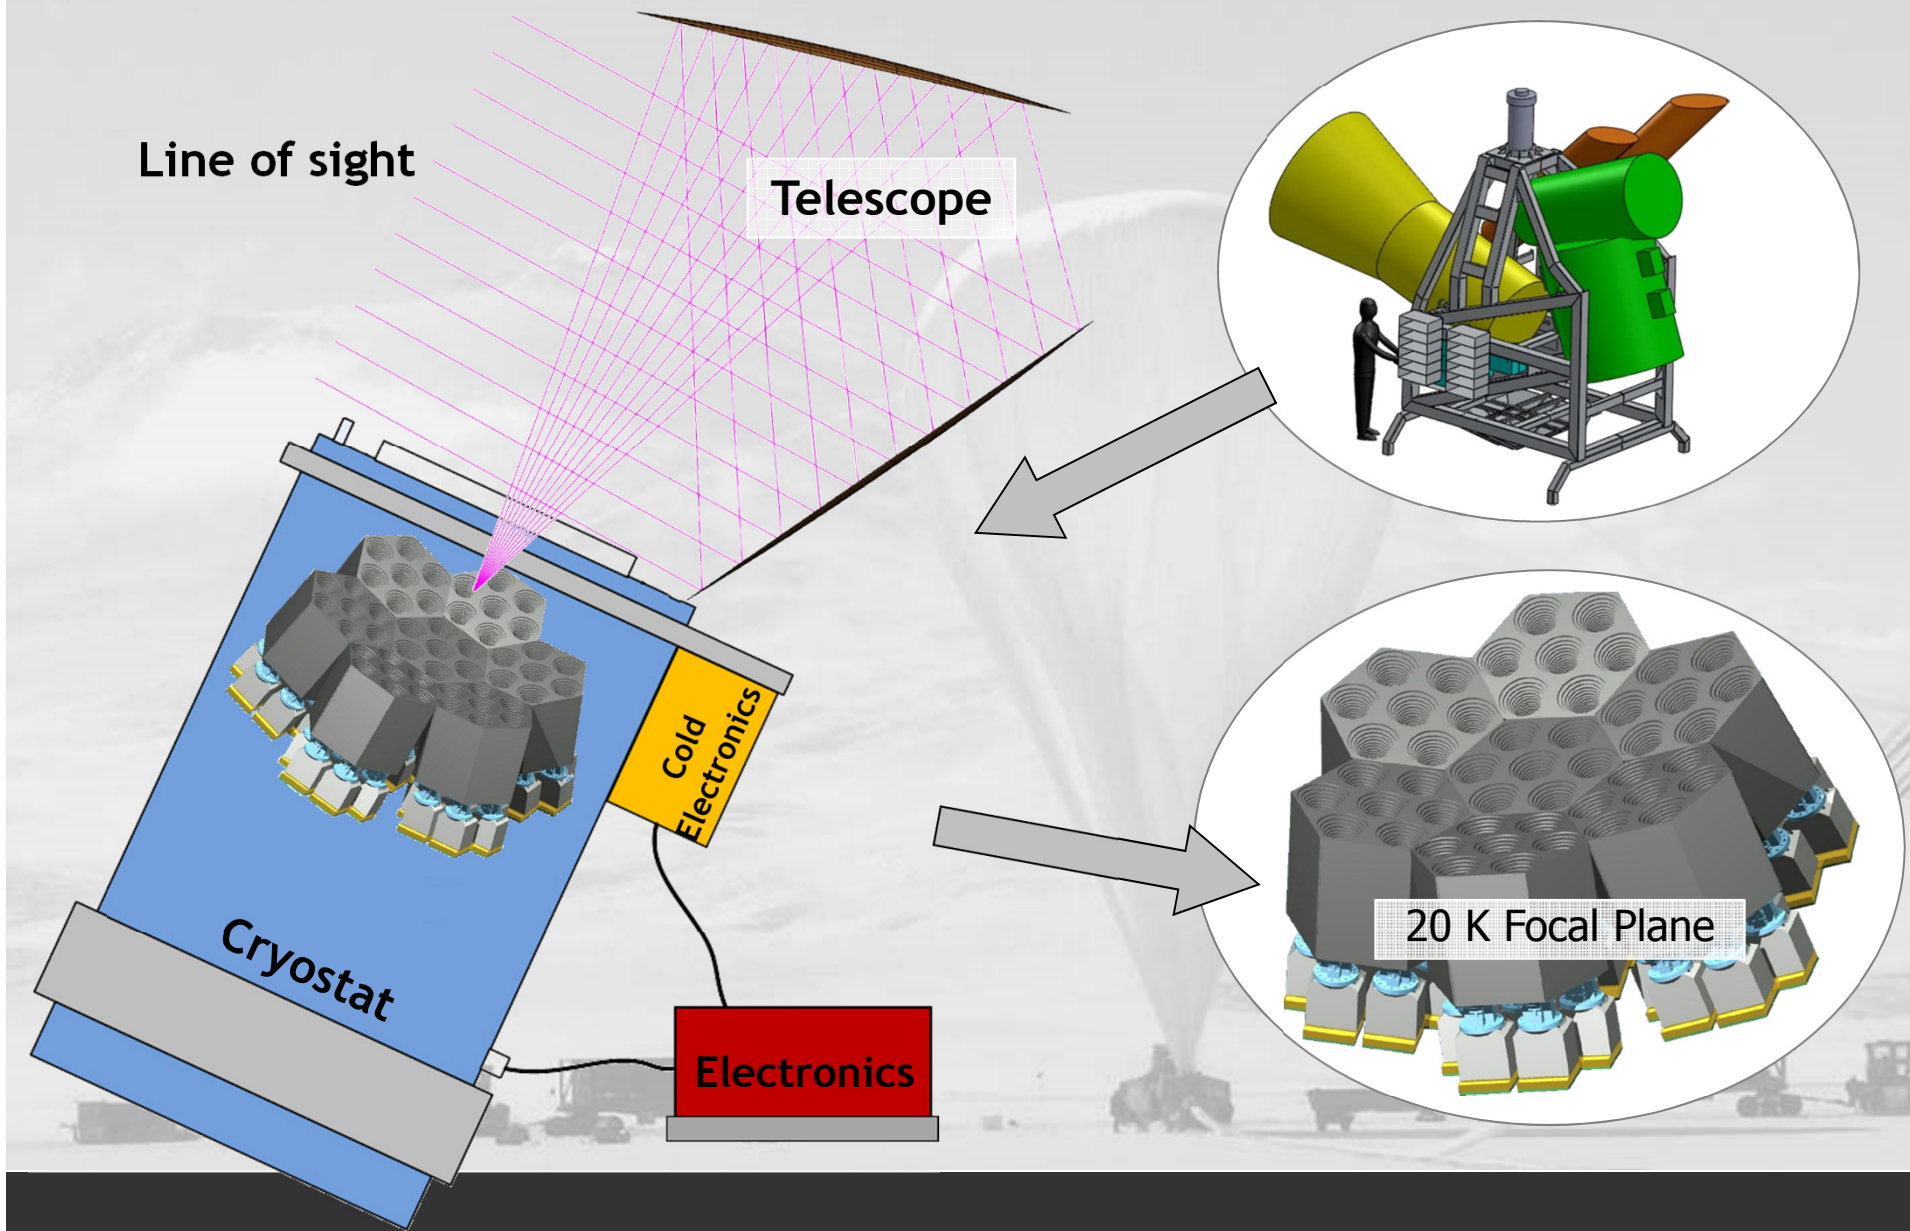 Line of sight
Telescope
Cold
Electronics
20 K Focal Plane
Cryostat
Electronics